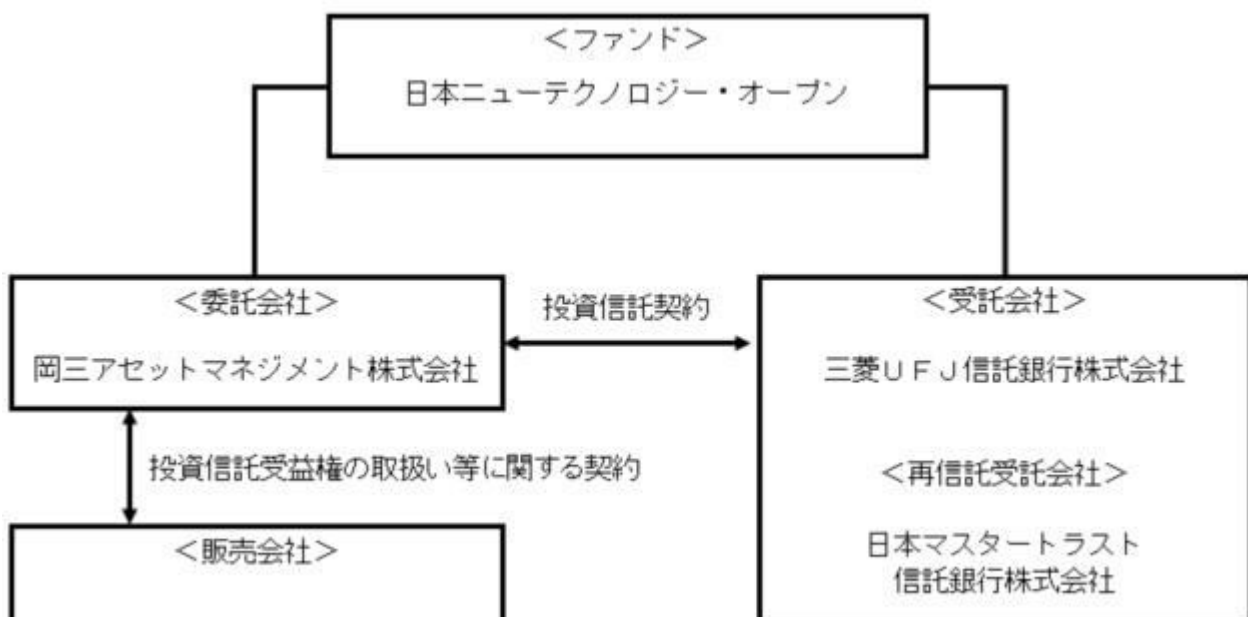 ＜ファンド＞
日本ニューテクノロジー・オープン
＜委託会社＞
岡三アセットマネジメント株式会社
投資信託契約
＜受託会社＞
三菱ＵＦＪ信託銀行株式会社
＜再信託受託会社＞
日本マスタートラスト
信託銀行株式会社
投資信託受益権の取扱い等に関する契約
＜販売会社＞